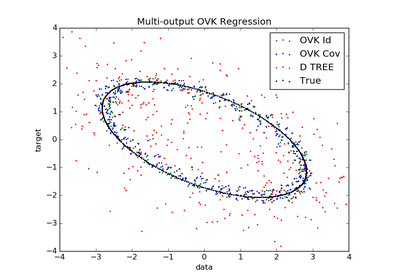 Multi-output OVK Regression
OVK Id
OVK Cov
D TREE
True
target
4
3
2
1
0
−1
−2
−3
−4
−4 −3 −2 −1 0 1 2 3 4
data